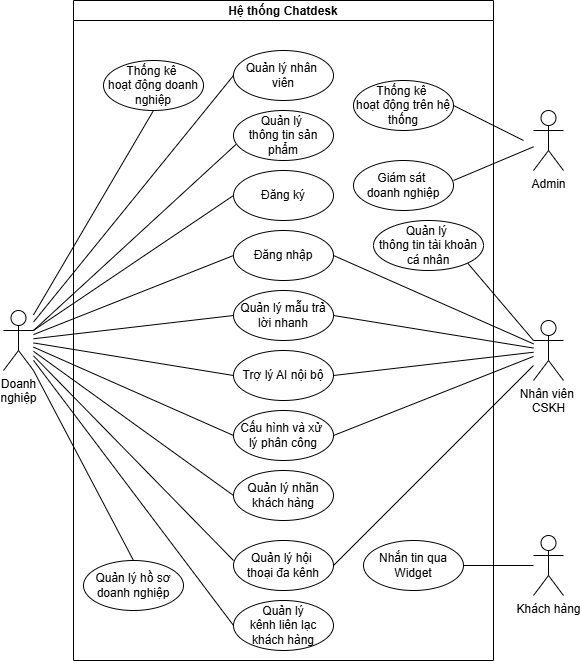 Hệ thống Chatdesk
Thống kê
hoạt động doanh
nghiệp
Quản lý nhân
viên
Thống kê
hoạt động trên hệ
thống
Quản lý
thông tin sản
phẩm
Admin
Đăng ký
Giám sát
doanh nghiệp
Đăng nhập
Quản lý
thông tin tài khoản
cá nhân
Quản lý mẫu trả
lời nhanh
Doanh
nghiệp
Trợ lý AI nội bộ
Nhân viên
CSKH
Cấu hình và xử
lý phân công
Quản lý nhãn
khách hàng
Quản lý hội
thoại đa kênh
Nhắn tin qua
Widget
Khách hàng
Quản lý hồ sơ
doanh nghiệp
Quản lý
kênh liên lạc
khách hàng